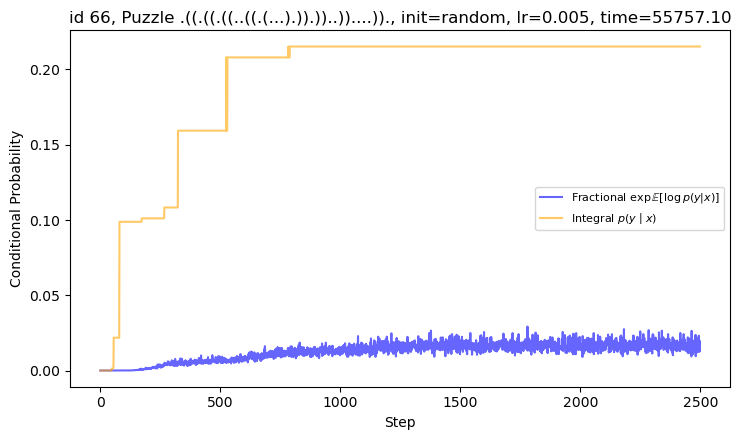 id 66, Puzzle .((.((.((..((.(...).)).))..))....))., init=random, lr=0.005, time=55757.10
0.20
0.15
0.10
0.05
0.00
Conditional Probability
Fractional exp𝔼[log p(y|x)]
Integral p(y | x)
0
500
1000
1500
2000
2500
Step